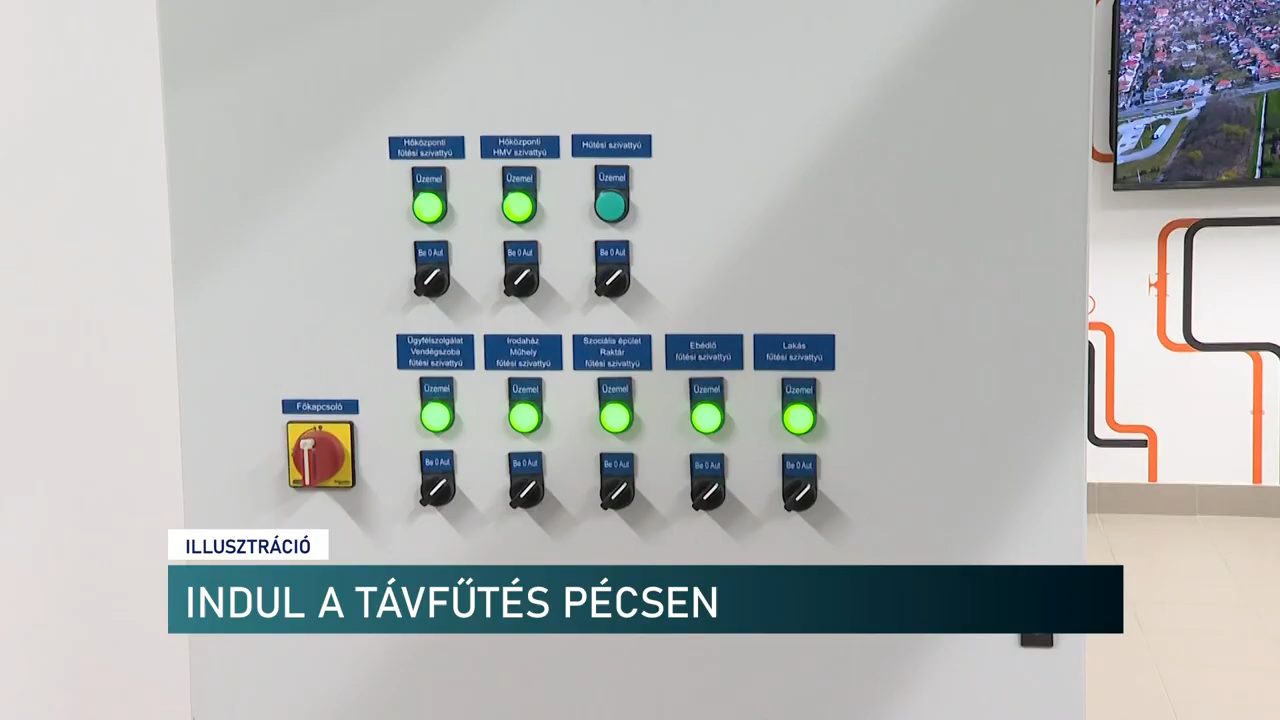 Hőközponti
fűtési szivattyú
Hőközponti
HMV szivattyú
Hűtési szivattyú
Üzemel
Üzemel
Üzemel
Be 0 Aut
Be 0 Aut
Be 0 Aut
Ügyfélszolgálat
Vendégszoba
fűtési szivattyú
Irodaház
Műhely
fűtési szivattyú
Szociális épület
Raktár
fűtési szivattyú
Ebédlő
fűtési szivattyú
Lakás
fűtési szivattyú
Üzemel
Üzemel
Üzemel
Üzemel
Üzemel
Főkapcsoló
Be 0 Aut
Be 0 Aut
Be 0 Aut
Be 0 Aut
Be 0 Aut
ILLUSZTRÁCIÓ
INDUL A TÁVFŰTÉS PÉCSEN